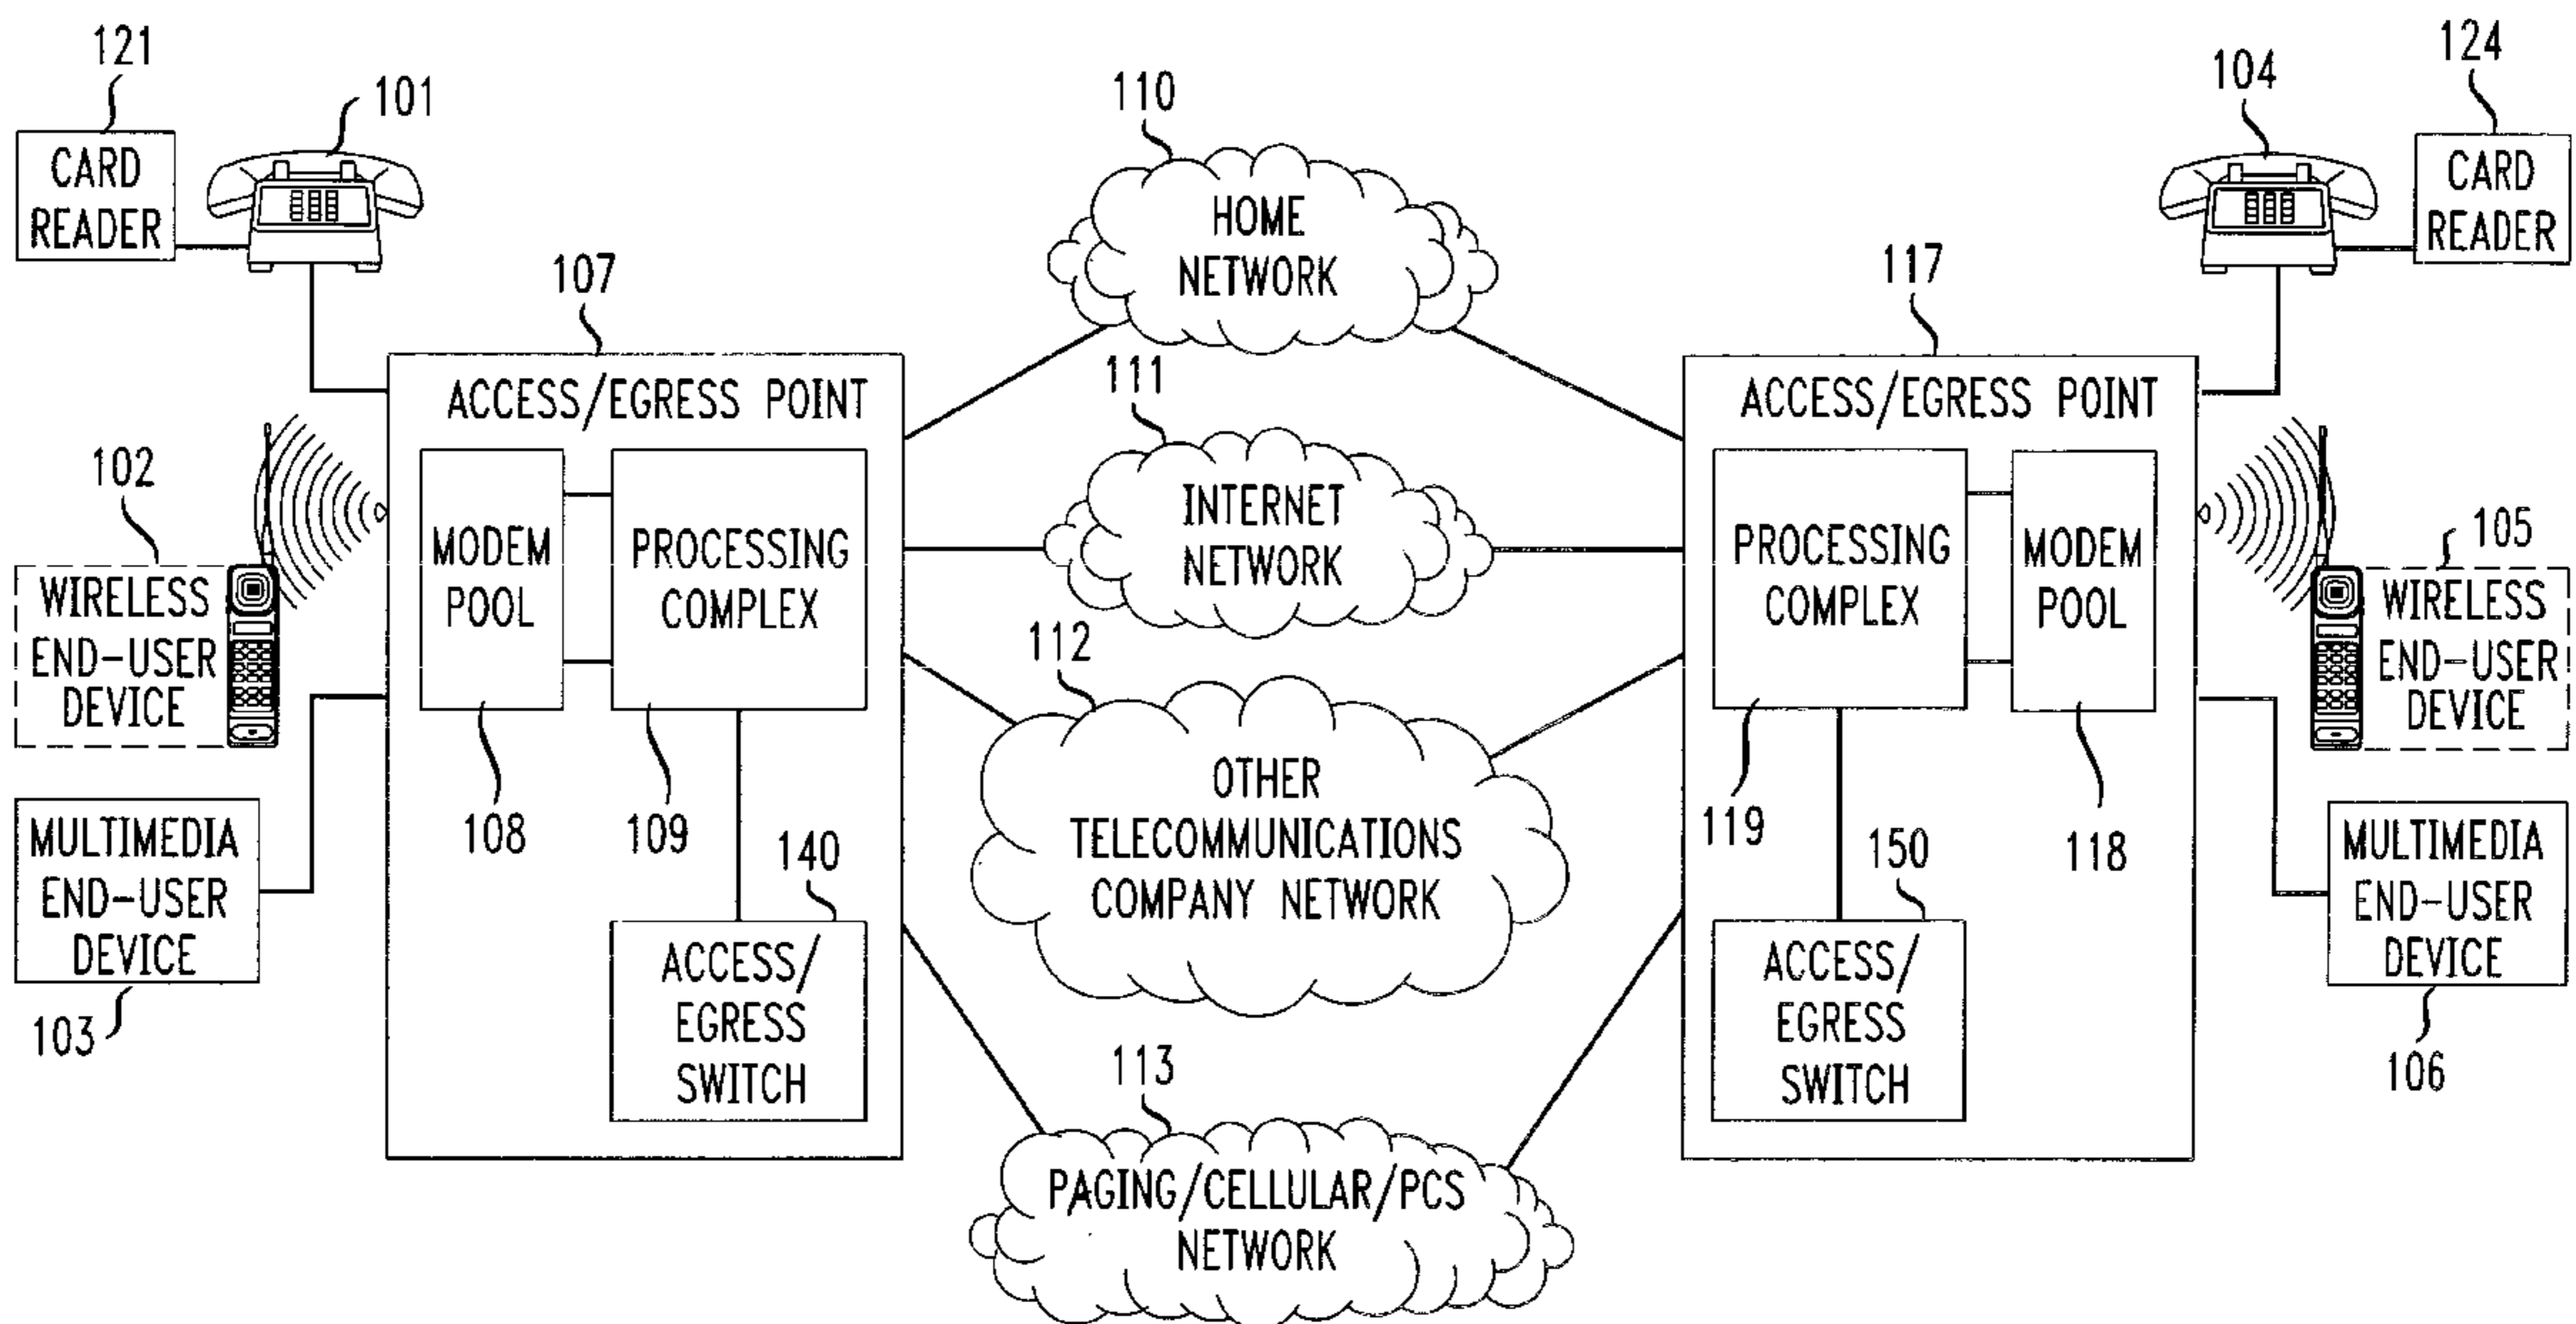 121
101
CARD
READER
102
WIRELESS
END-USER
DEVICE
MULTIMEDIA
END-USER
DEVICE
103
107
ACCESS/EGRESS POINT
MODEM
POOL
PROCESSING
COMPLEX
108
109
140
ACCESS/
EGRESS
SWITCH
110
HOME
NETWORK
111
INTERNET
NETWORK
112
OTHER
TELECOMMUNICATIONS
COMPANY NETWORK
113
PAGING/CELLULAR/PCS
NETWORK
117
ACCESS/EGRESS POINT
PROCESSING
COMPLEX
MODEM
POOL
119
118
150
ACCESS/
EGRESS
SWITCH
104
124
CARD
READER
105
WIRELESS
END-USER
DEVICE
MULTIMEDIA
END-USER
DEVICE
106